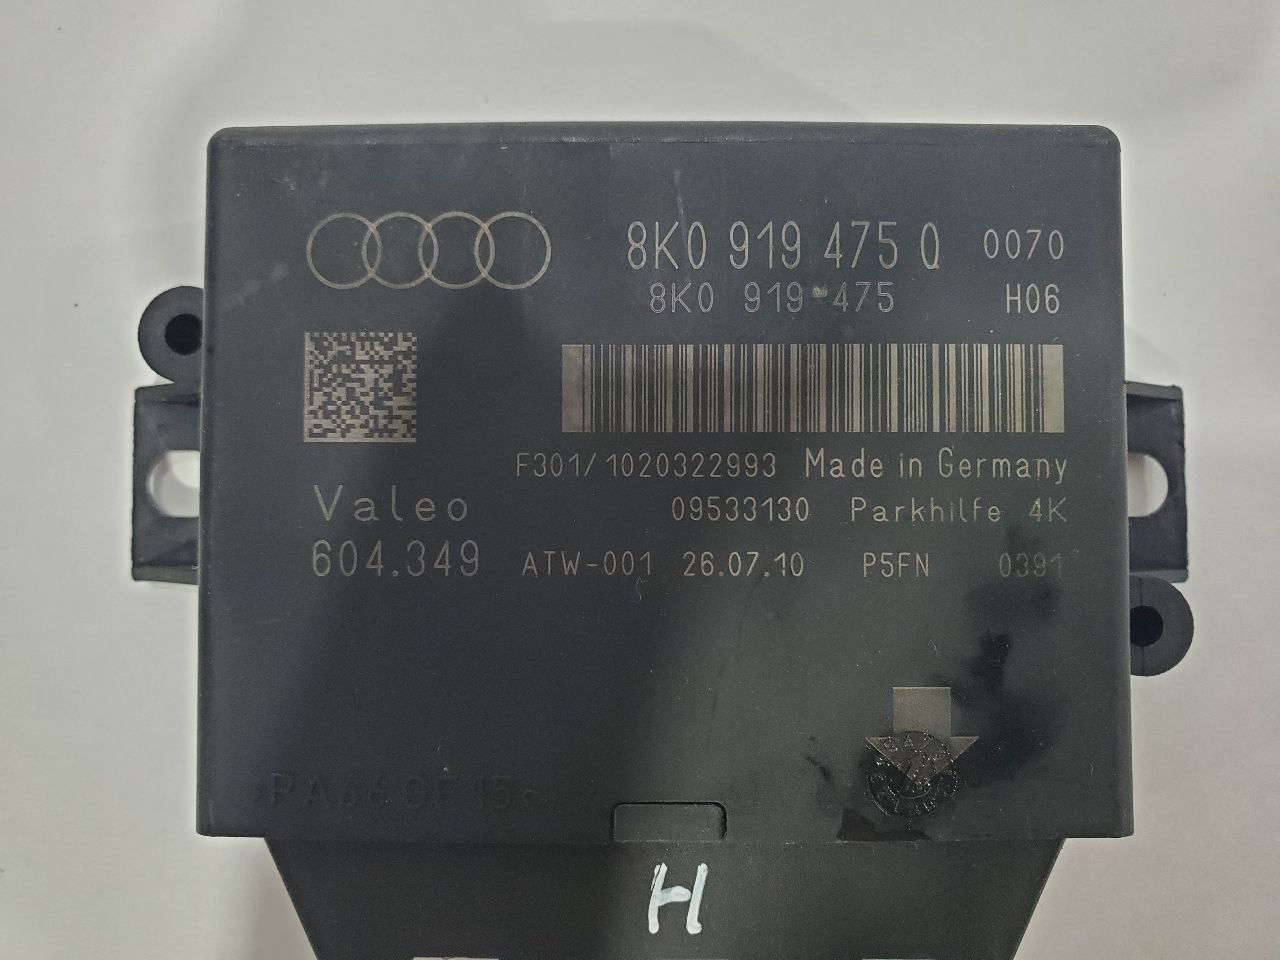 8K0 919 475 Q 0070
8K0 919 475 H06
F301/1020322993 Made in Germany
Valeo 09533130 Parkhilfe 4K
604.349 ATW-001 26.07.10 P5FN 0391
>PA66GF15<
H